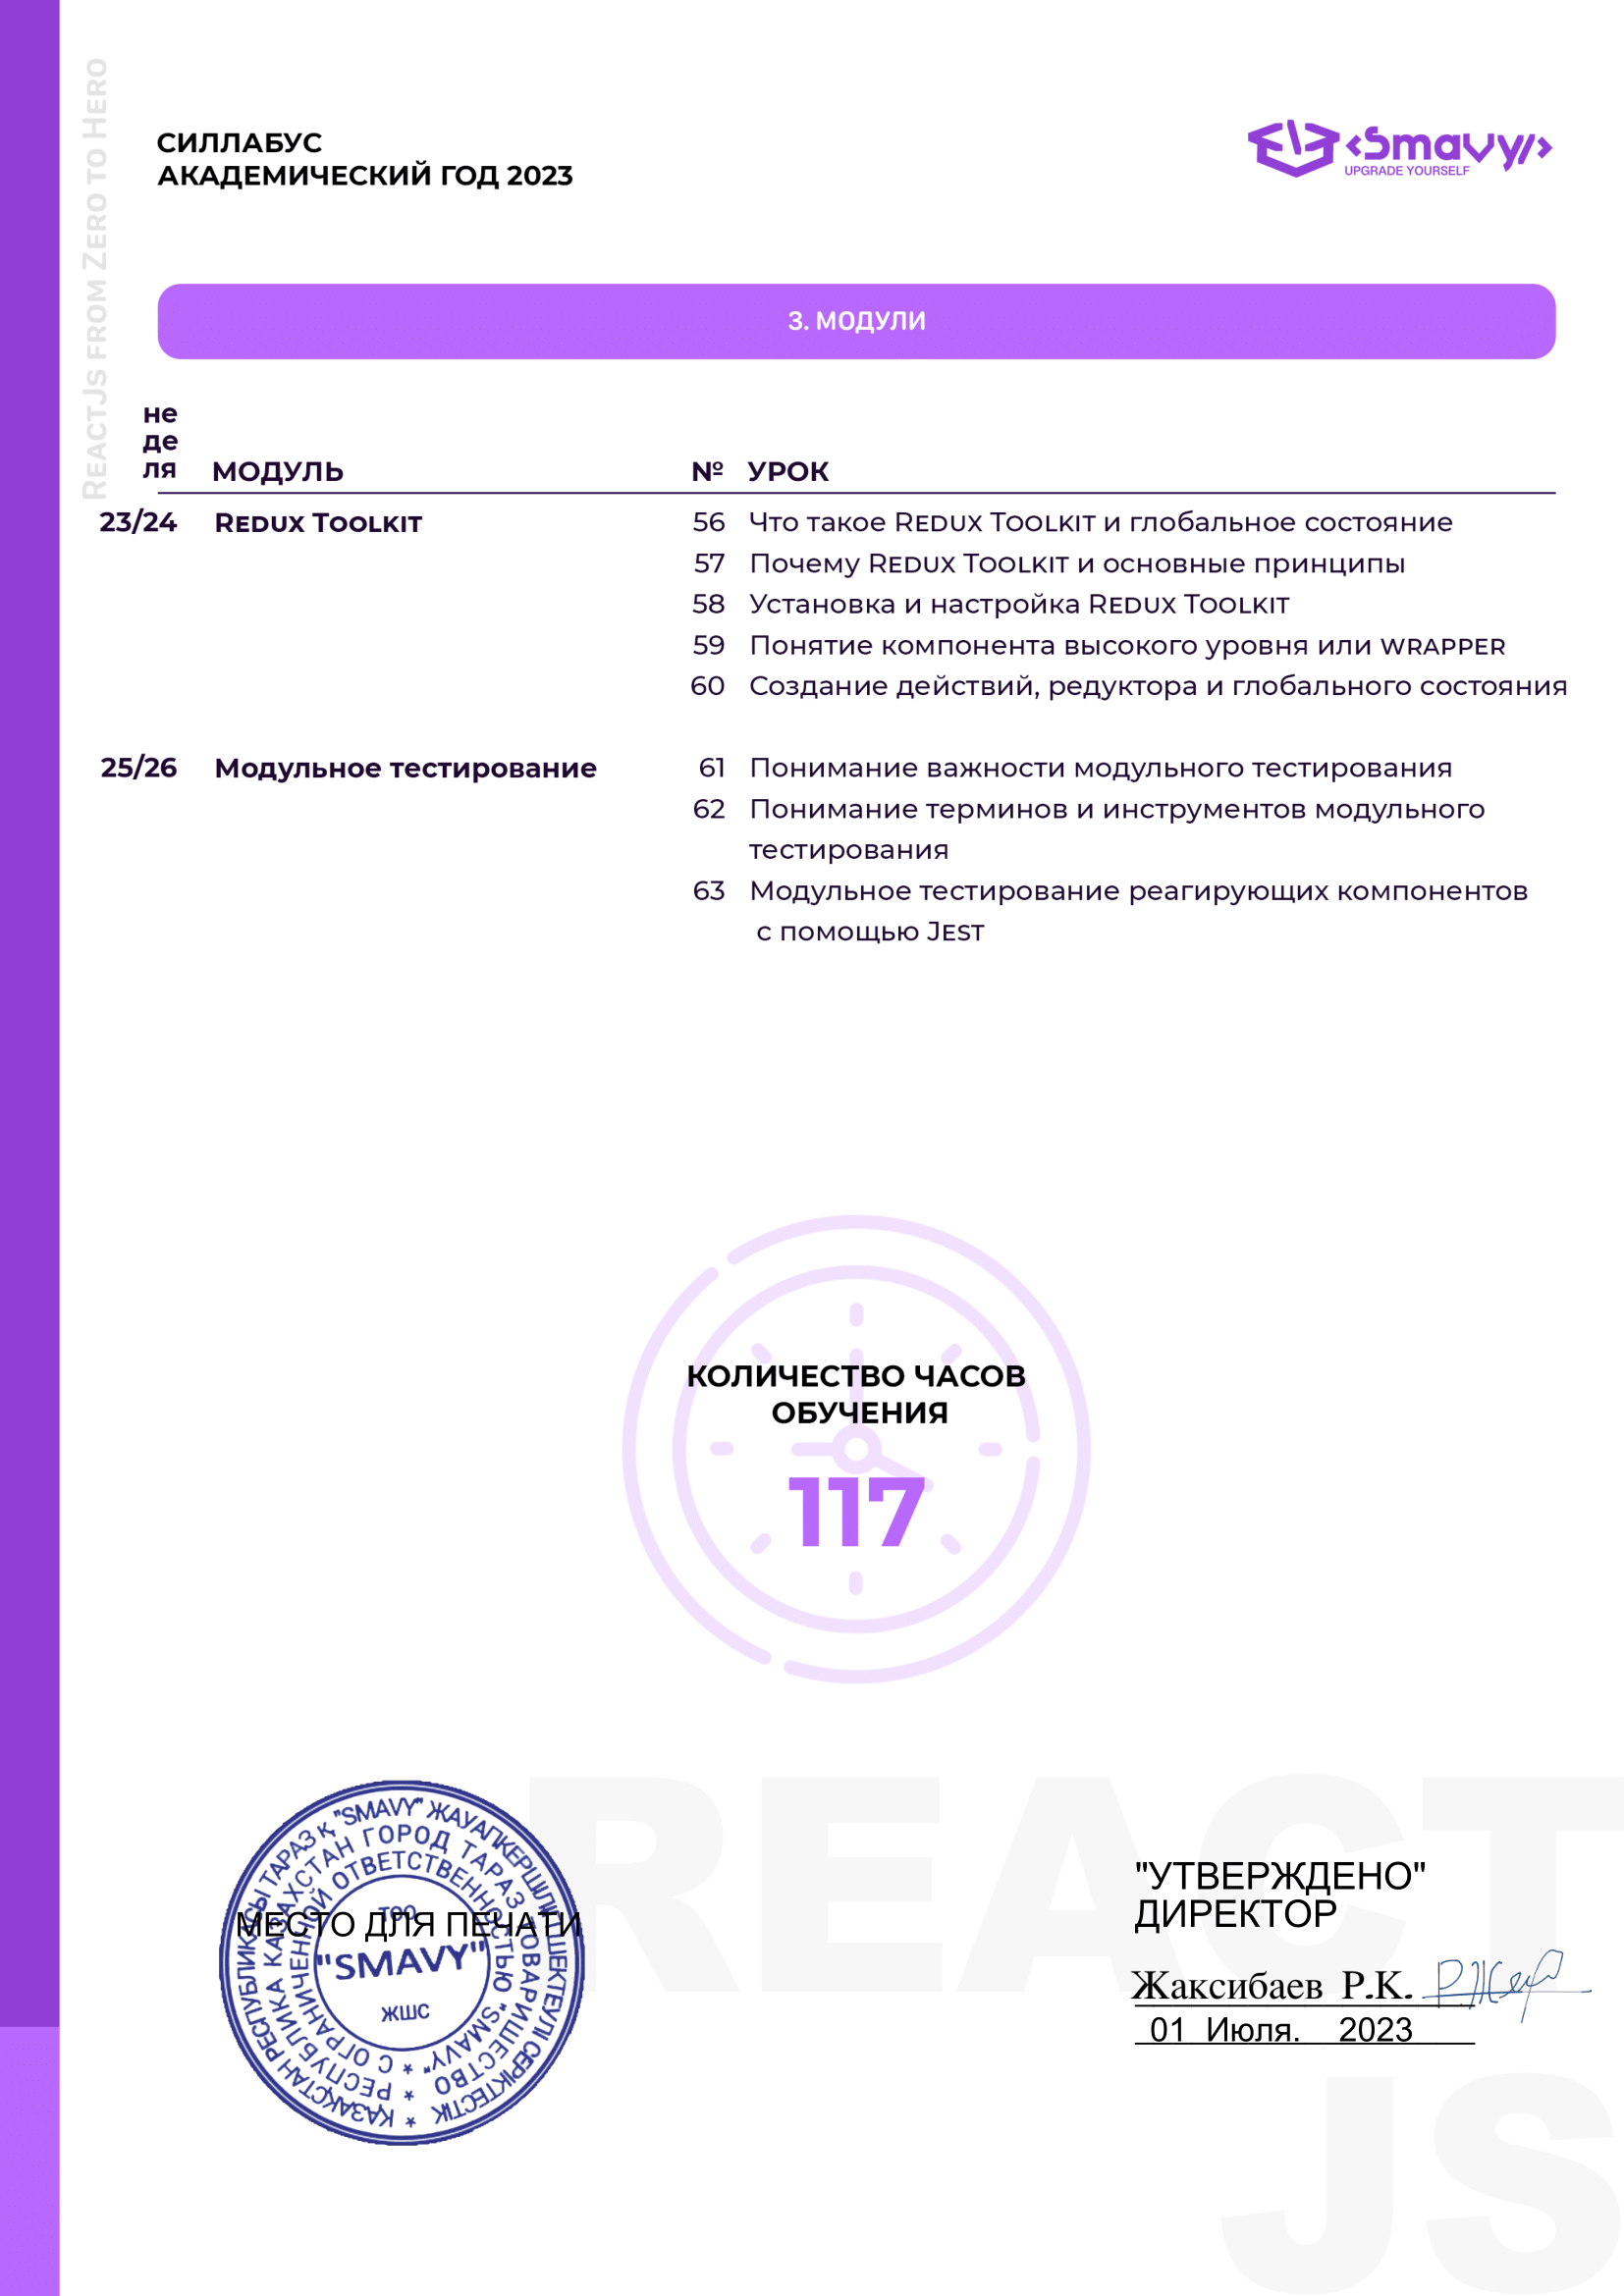 ReactJs from Zero to Hero
СИЛЛАБУС
АКАДЕМИЧЕСКИЙ ГОД 2023
<Smavy/>
UPGRADE YOURSELF
3. МОДУЛИ
не
де
ля МОДУЛЬ № УРОК
23/24 Redux Toolkit 56 Что такое Redux Toolkit и глобальное состояние
57 Почему Redux Toolkit и основные принципы
58 Установка и настройка Redux Toolkit
59 Понятие компонента высокого уровня или wrapper
60 Создание действий, редуктора и глобального состояния
25/26 Модульное тестирование 61 Понимание важности модульного тестирования
62 Понимание терминов и инструментов модульного
тестирования
63 Модульное тестирование реагирующих компонентов
с помощью Jest
КОЛИЧЕСТВО ЧАСОВ
ОБУЧЕНИЯ
117
REACT
JS
"УТВЕРЖДЕНО"
ДИРЕКТОР
Жаксибаев Р.К.
01 Июля. 2023
МЕСТО ДЛЯ ПЕЧАТИ
ҚАЗАҚСТАН РЕСПУБЛИКАСЫ ТАРАЗ Қ. "SMAVY" ЖАУАПКЕРШІЛІГІ ШЕКТЕУЛІ СЕРІКТЕСТІК *
РЕСПУБЛИКА КАЗАХСТАН ГОРОД ТАРАЗ ТОВАРИЩЕСТВО *
С ОГРАНИЧЕННОЙ ОТВЕТСТВЕННОСТЬЮ "SMAVY" *
ТОО
"SMAVY"
ЖШС